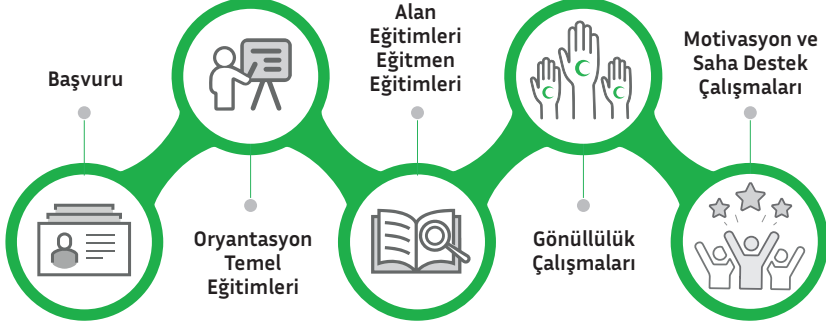 Başvuru
Oryantasyon
Temel
Eğitimleri
Alan
Eğitimleri
Eğitmen
Eğitimleri
Gönüllülük
Çalışmaları
Motivasyon ve
Saha Destek
Çalışmaları